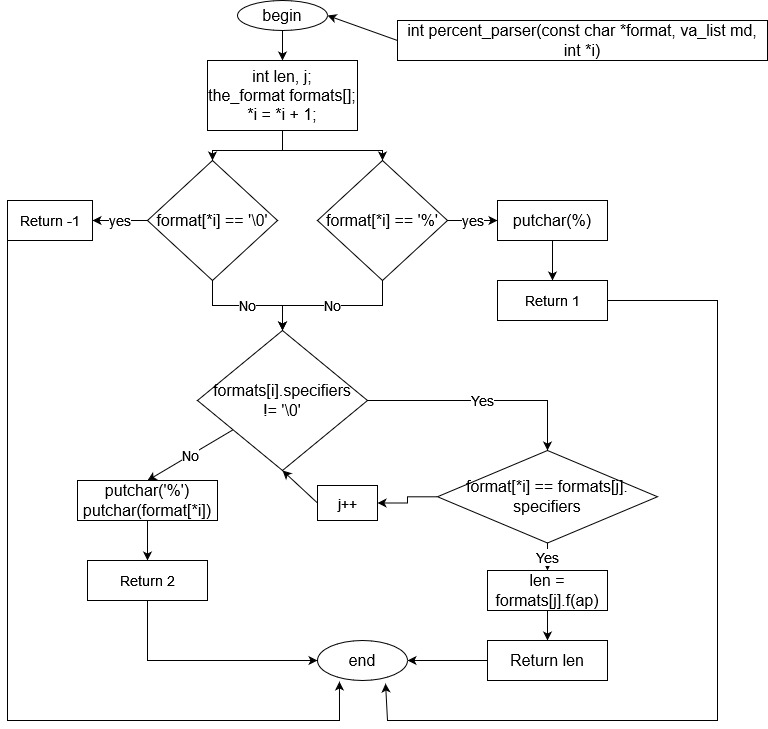 begin
int percent_parser(const char *format, va_list md,
int *i)
int len, j;
the_format formats[];
*i = *i + 1;
Return -1
yes
format[*i] == '\0'
format[*i] == '%'
yes
putchar(%)
Return 1
No
No
formats[i].specifiers
!= '\0'
Yes
No
putchar('%')
putchar(format[*i])
j++
format[*i] == formats[j].
specifiers
Yes
Return 2
len =
formats[j].f(ap)
end
Return len